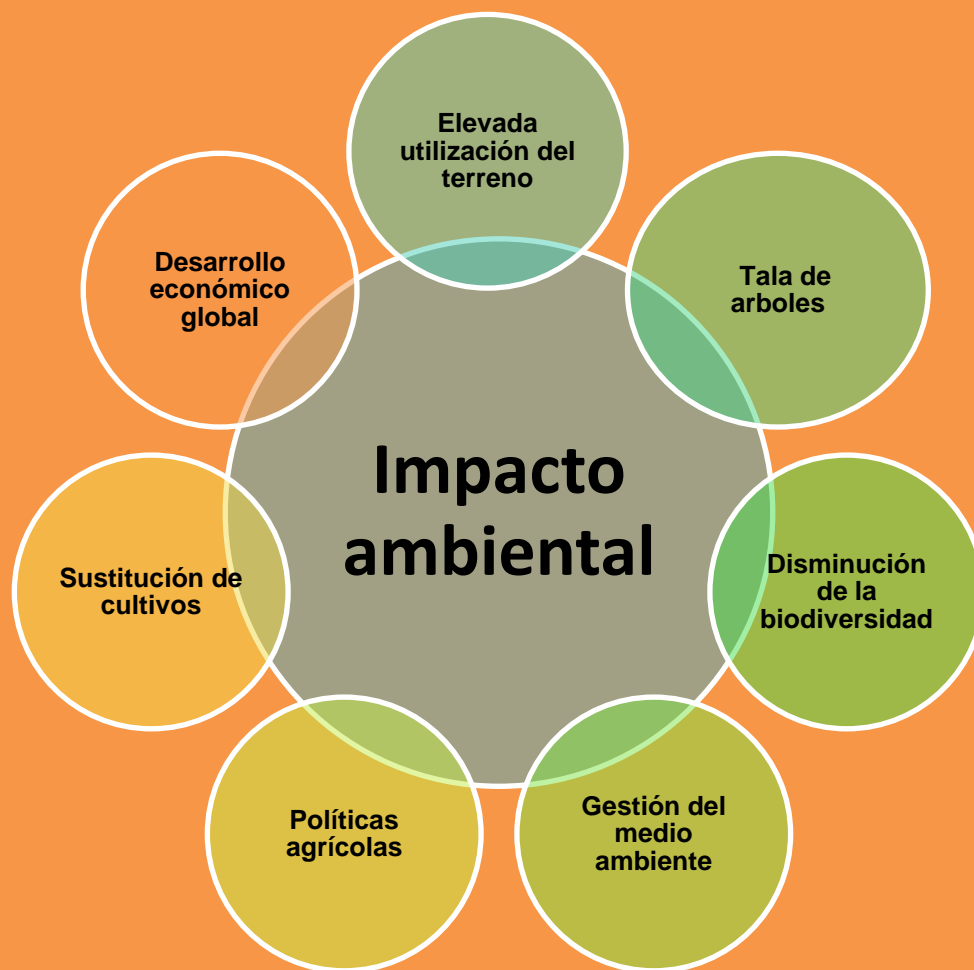 Elevada
utilización del
terreno
Desarrollo
económico
global
Tala de
arboles
Impacto
ambiental
Sustitución de
cultivos
Disminución
de la
biodiversidad
Políticas
agrícolas
Gestión del
medio
ambiente